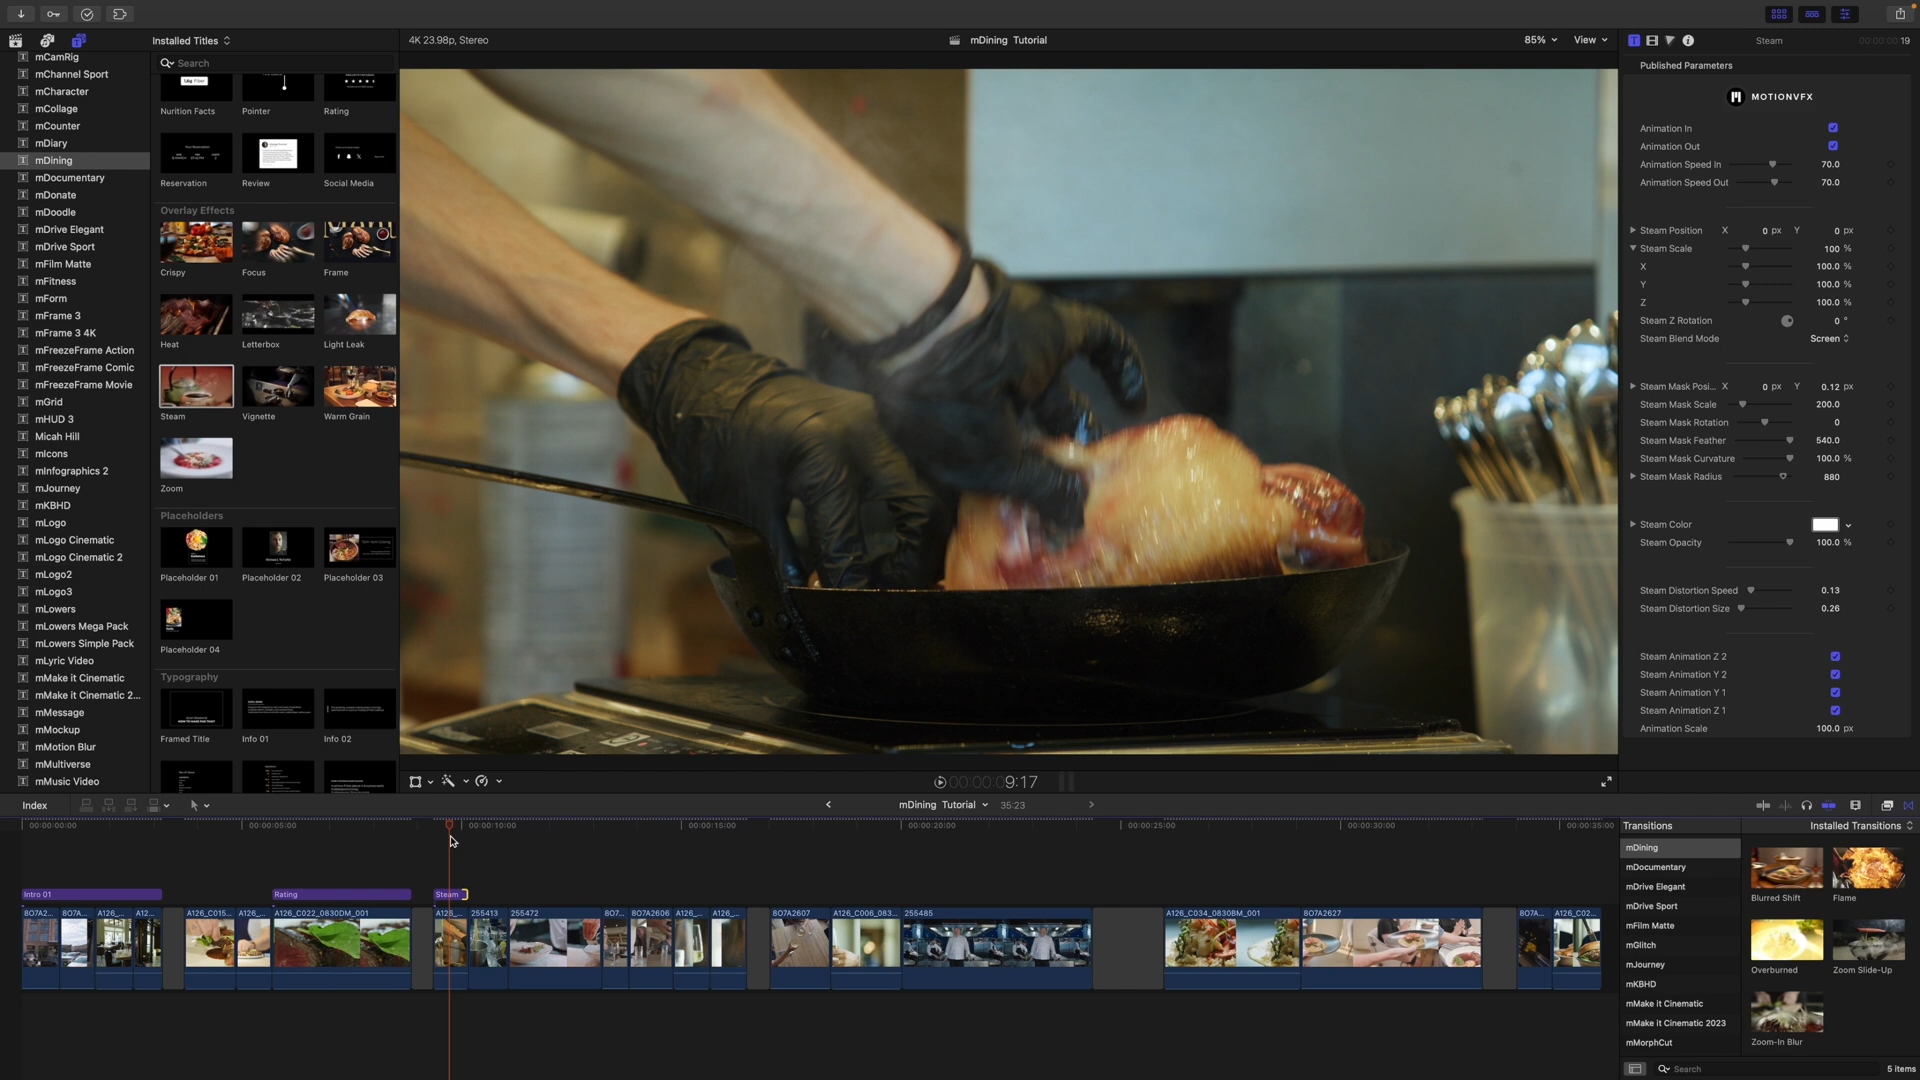 Installed Titles
4K 23.98p, Stereo
mDining Tutorial
85%
View
Steam
19
mCamRig
mChannel Sport
mCharacter
mCollage
mCounter
mDiary
mDining
mDocumentary
mDonate
mDoodle
mDrive Elegant
mDrive Sport
mFilm Matte
mFitness
mForm
mFrame 3
mFrame 3 4K
mFreezeFrame Action
mFreezeFrame Comic
mFreezeFrame Movie
mGrid
mHUD 3
Micah Hill
mIcons
mInfographics 2
mJourney
mKBHD
mLogo
mLogo Cinematic
mLogo Cinematic 2
mLogo2
mLogo3
mLowers
mLowers Mega Pack
mLowers Simple Pack
mLyric Video
mMake it Cinematic
mMake it Cinematic 2...
mMessage
mMockup
mMotion Blur
mMultiverse
mMusic Video
Search
Nurition Facts
Pointer
Rating
Reservation
Review
Social Media
Overlay Effects
Crispy
Focus
Frame
Heat
Letterbox
Light Leak
Steam
Vignette
Warm Grain
Zoom
Placeholders
Placeholder 01
Placeholder 02
Placeholder 03
Placeholder 04
Typography
Framed Title
Info 01
Info 02
Published Parameters
MOTIONVFX
Animation In
Animation Out
Animation Speed In 70.0
Animation Speed Out 70.0
Steam Position X 0 px Y 0 px
Steam Scale 100 %
X 100.0 %
Y 100.0 %
Z 100.0 %
Steam Z Rotation 0 °
Steam Blend Mode Screen
Steam Mask Posi... X 0 px Y 0.12 px
Steam Mask Scale 200.0
Steam Mask Rotation 0
Steam Mask Feather 540.0
Steam Mask Curvature 100.0 %
Steam Mask Radius 880
Steam Color
Steam Opacity 100.0 %
Steam Distortion Speed 0.13
Steam Distortion Size 0.26
Steam Animation Z 2
Steam Animation Y 2
Steam Animation Y 1
Steam Animation Z 1
Animation Scale 100.0 px
00:00:09:17
Index
mDining Tutorial 35:23
00:00:00:00
00:00:05:00
00:00:10:00
00:00:15:00
00:00:20:00
00:00:25:00
00:00:30:00
00:00:35:00
Intro 01
Rating
Steam
8O7A2...
8O7A...
A126_...
A12...
A126_C015...
A126_...
A126_C022_0830DM_001
A126_...
255413
255472
8O7...
8O7A2606
A126_...
A126_...
8O7A2607
A126_C006_083...
255485
A126_C034_0830BM_001
8O7A2627
8O7A...
A126_C02...
Transitions
Installed Transitions
mDining
mDocumentary
mDrive Elegant
mDrive Sport
mFilm Matte
mGlitch
mJourney
mKBHD
mMake it Cinematic
mMake it Cinematic 2023
mMorphCut
Blurred Shift
Flame
Overburned
Zoom Slide-Up
Zoom-In Blur
Search
5 items